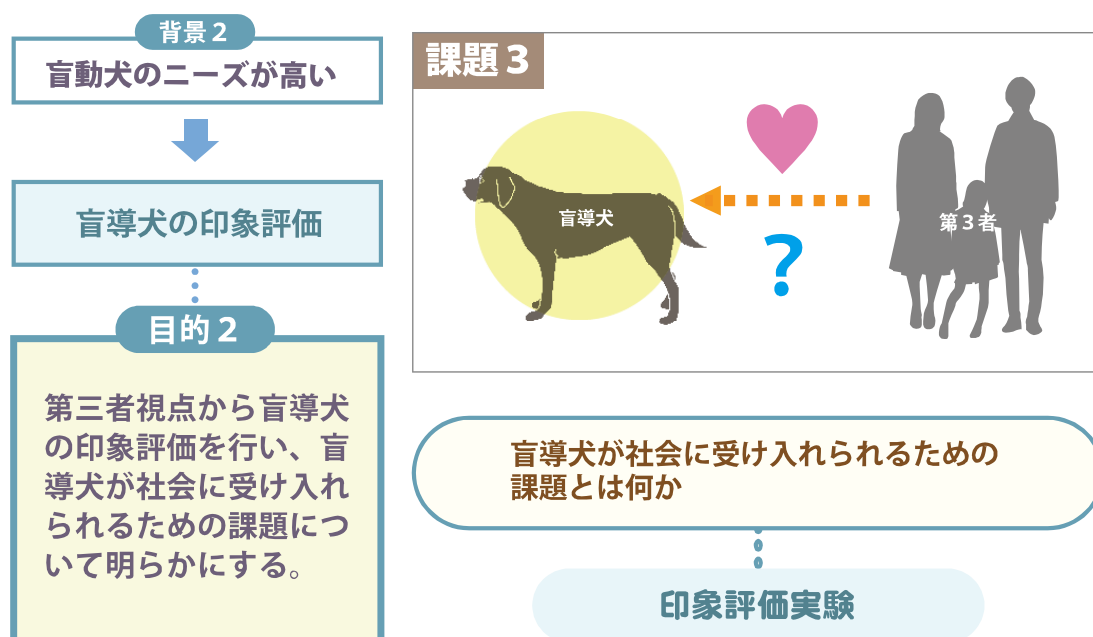 背景２
盲動犬のニーズが高い
盲導犬の印象評価
目的２
第三者視点から盲導犬
の印象評価を行い、盲
導犬が社会に受け入れ
られるための課題につ
いて明らかにする。
課題３
盲導犬
第３者
?
盲導犬が社会に受け入れられるための
課題とは何か
印象評価実験